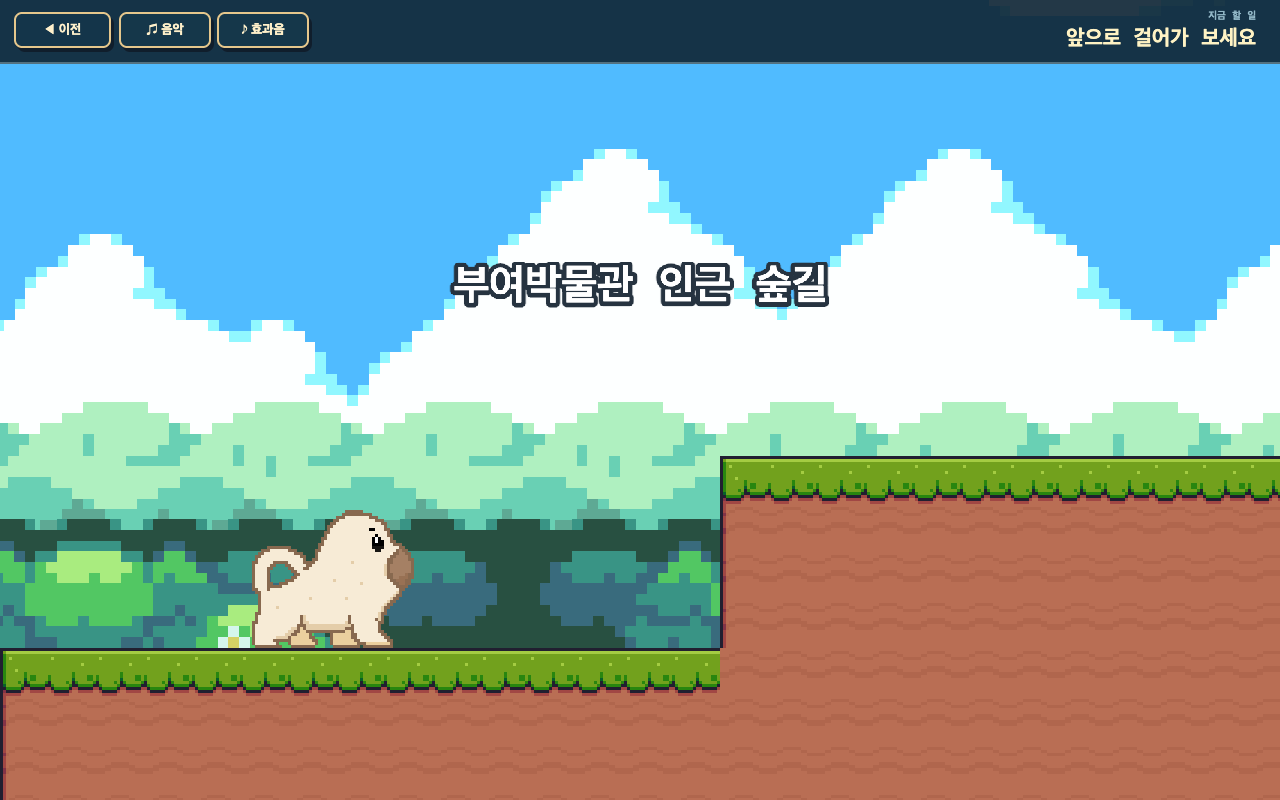 ◀ 이전
♫ 음악
♪ 효과음
지금 할 일
앞으로 걸어가 보세요
부여박물관 인근 숲길